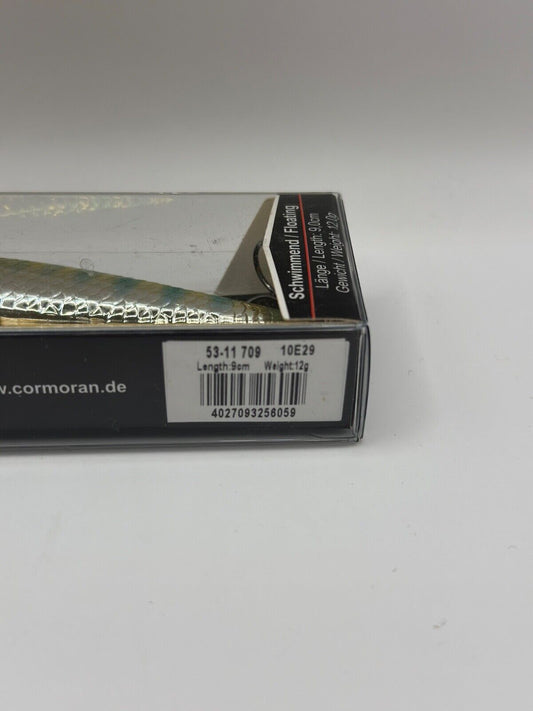 Schwimmend / Floating
Länge / Length: 9.0cm
Gewicht / Weight: 12.0g
w.cormoran.de
53-11 709 10E29
Length:9cm Weight:12g
4027093256059